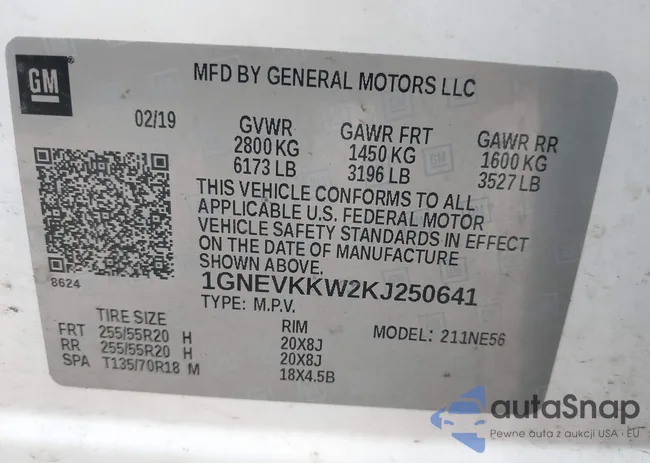 GM
MFD BY GENERAL MOTORS LLC
02/19 GVWR GAWR FRT GAWR RR
2800 KG 1450 KG 1600 KG
6173 LB 3196 LB 3527 LB
THIS VEHICLE CONFORMS TO ALL
APPLICABLE U.S. FEDERAL MOTOR
VEHICLE SAFETY STANDARDS IN EFFECT
ON THE DATE OF MANUFACTURE
SHOWN ABOVE.
8624
1GNEVKKW2KJ250641
TYPE: M.P.V.
TIRE SIZE RIM MODEL: 211NE56
FRT 255/55R20 H 20X8J
RR 255/55R20 H 20X8J
SPA T135/70R18 M 18X4.5B
autaSnap
Pewne auta z aukcji USA · EU